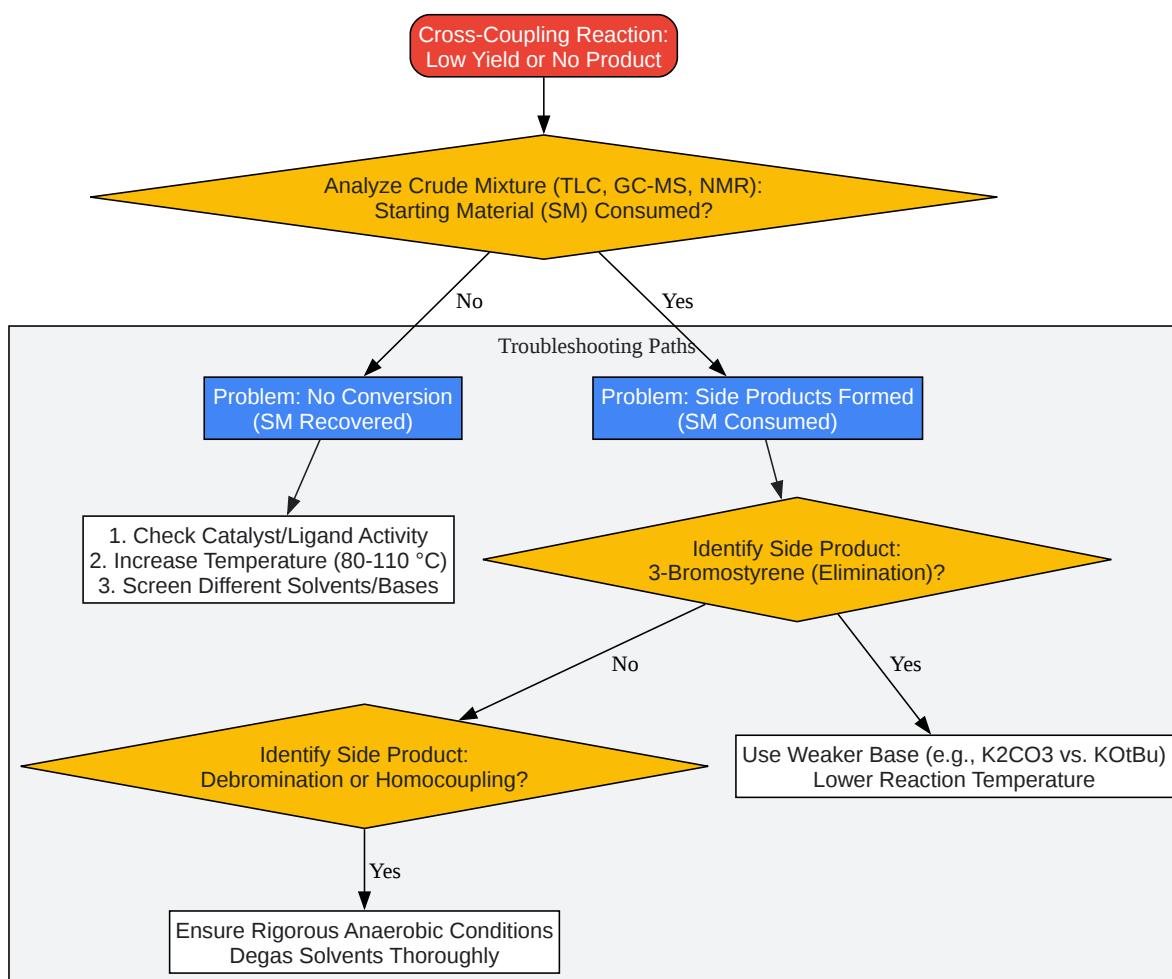 Cross-Coupling Reaction:
Low Yield or No Product
Analyze Crude Mixture (TLC, GC-MS, NMR):
Starting Material (SM) Consumed?
No
Yes
Troubleshooting Paths
Problem: No Conversion
(SM Recovered)
Problem: Side Products Formed
(SM Consumed)
1. Check Catalyst/Ligand Activity
2. Increase Temperature (80-110 °C)
3. Screen Different Solvents/Bases
Identify Side Product:
3-Bromostyrene (Elimination)?
No
Yes
Identify Side Product:
Debromination or Homocoupling?
Use Weaker Base (e.g., K2CO3 vs. KOtBu)
Lower Reaction Temperature
Yes
Ensure Rigorous Anaerobic Conditions
Degas Solvents Thoroughly